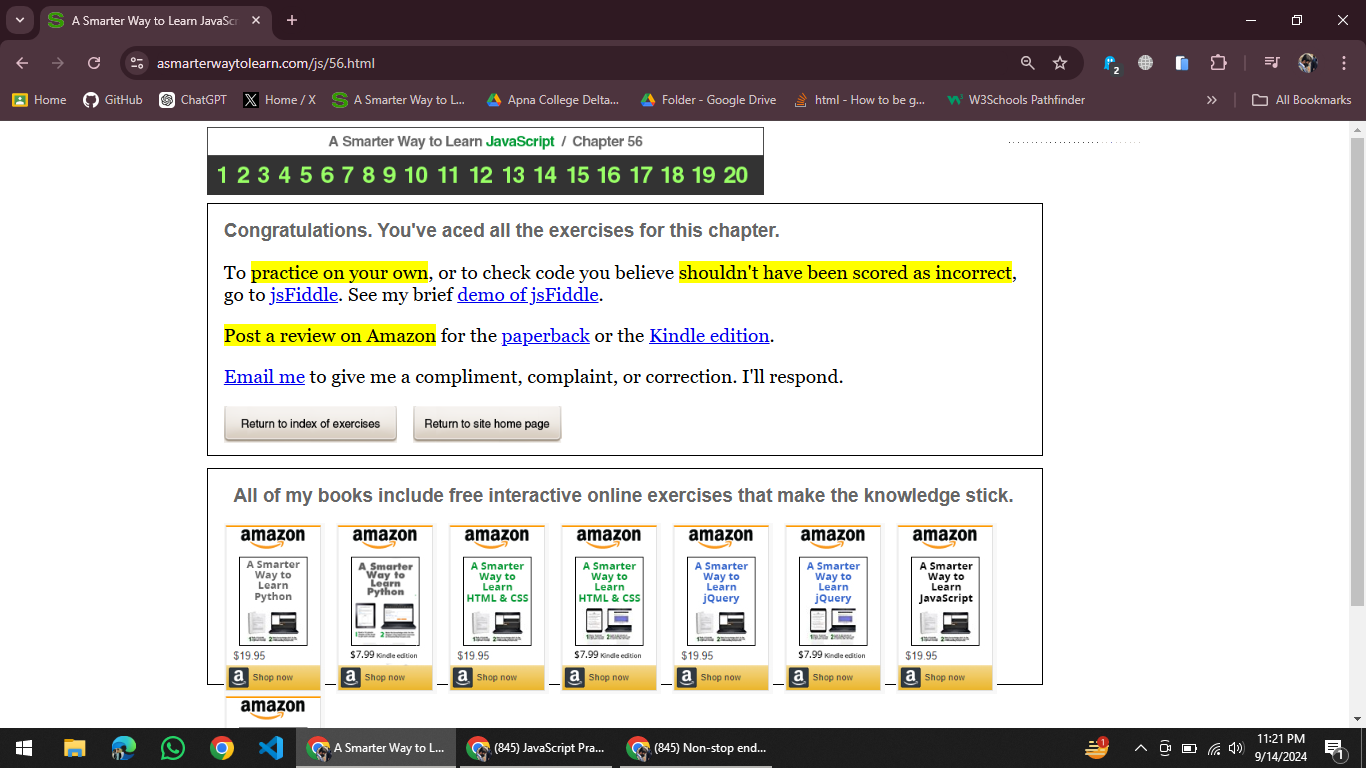 A Smarter Way to Learn JavaSc
asmarterwaytolearn.com/js/56.html
2
Home
GitHub
ChatGPT
Home / X
A Smarter Way to L...
Apna College Delta...
Folder - Google Drive
html - How to be g...
W3Schools Pathfinder
»
All Bookmarks
A Smarter Way to Learn JavaScript / Chapter 56
1 2 3 4 5 6 7 8 9 10 11 12 13 14 15 16 17 18 19 20
Congratulations. You've aced all the exercises for this chapter.
To practice on your own, or to check code you believe shouldn't have been scored as incorrect,
go to jsFiddle. See my brief demo of jsFiddle.
Post a review on Amazon for the paperback or the Kindle edition.
Email me to give me a compliment, complaint, or correction. I'll respond.
Return to index of exercises
Return to site home page
All of my books include free interactive online exercises that make the knowledge stick.
amazon
A Smarter
Way to
Learn
Python
$19.95
Shop now
amazon
A Smarter
Way to
Learn
Python
$7.99 Kindle edition
Shop now
amazon
A Smarter
Way to
Learn
HTML & CSS
$19.95
Shop now
amazon
A Smarter
Way to
Learn
HTML & CSS
$7.99 Kindle edition
Shop now
amazon
A Smarter
Way to
Learn
jQuery
$19.95
Shop now
amazon
A Smarter
Way to
Learn
jQuery
$7.99 Kindle edition
Shop now
amazon
A Smarter
Way to
Learn
JavaScript
$19.95
Shop now
amazon
A Smarter Way to L...
(845) JavaScript Pra...
(845) Non-stop end...
1
11:21 PM
9/14/2024
1